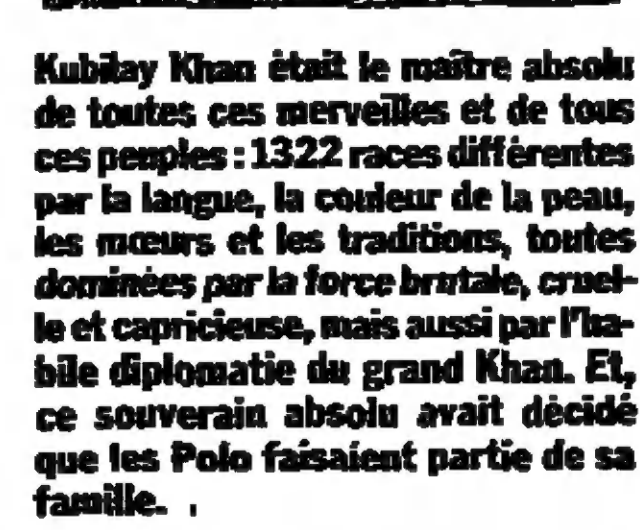 Kubilay Khan était le maître absolu
de toutes ces merveilles et de tous
ces peuples : 1322 races différentes
par la langue, la couleur de la peau,
les mœurs et les traditions, toutes
dominées par la force brutale, cruel-
le et capricieuse, mais aussi par l'ha-
bile diplomatie du grand Khan. Et,
ce souverain absolu avait décidé
que les Polo faisaient partie de sa
famille.